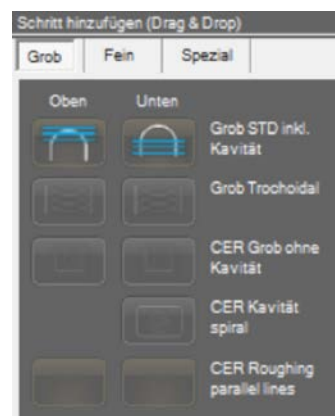 Schritt hinzufügen (Drag & Drop)
Grob Fein Spezial
Oben Unten
Grob STD inkl.
Kavität
Grob Trochoidal
CER Grob ohne
Kavität
CER Kavität
spiral
CER Roughing
parallel lines